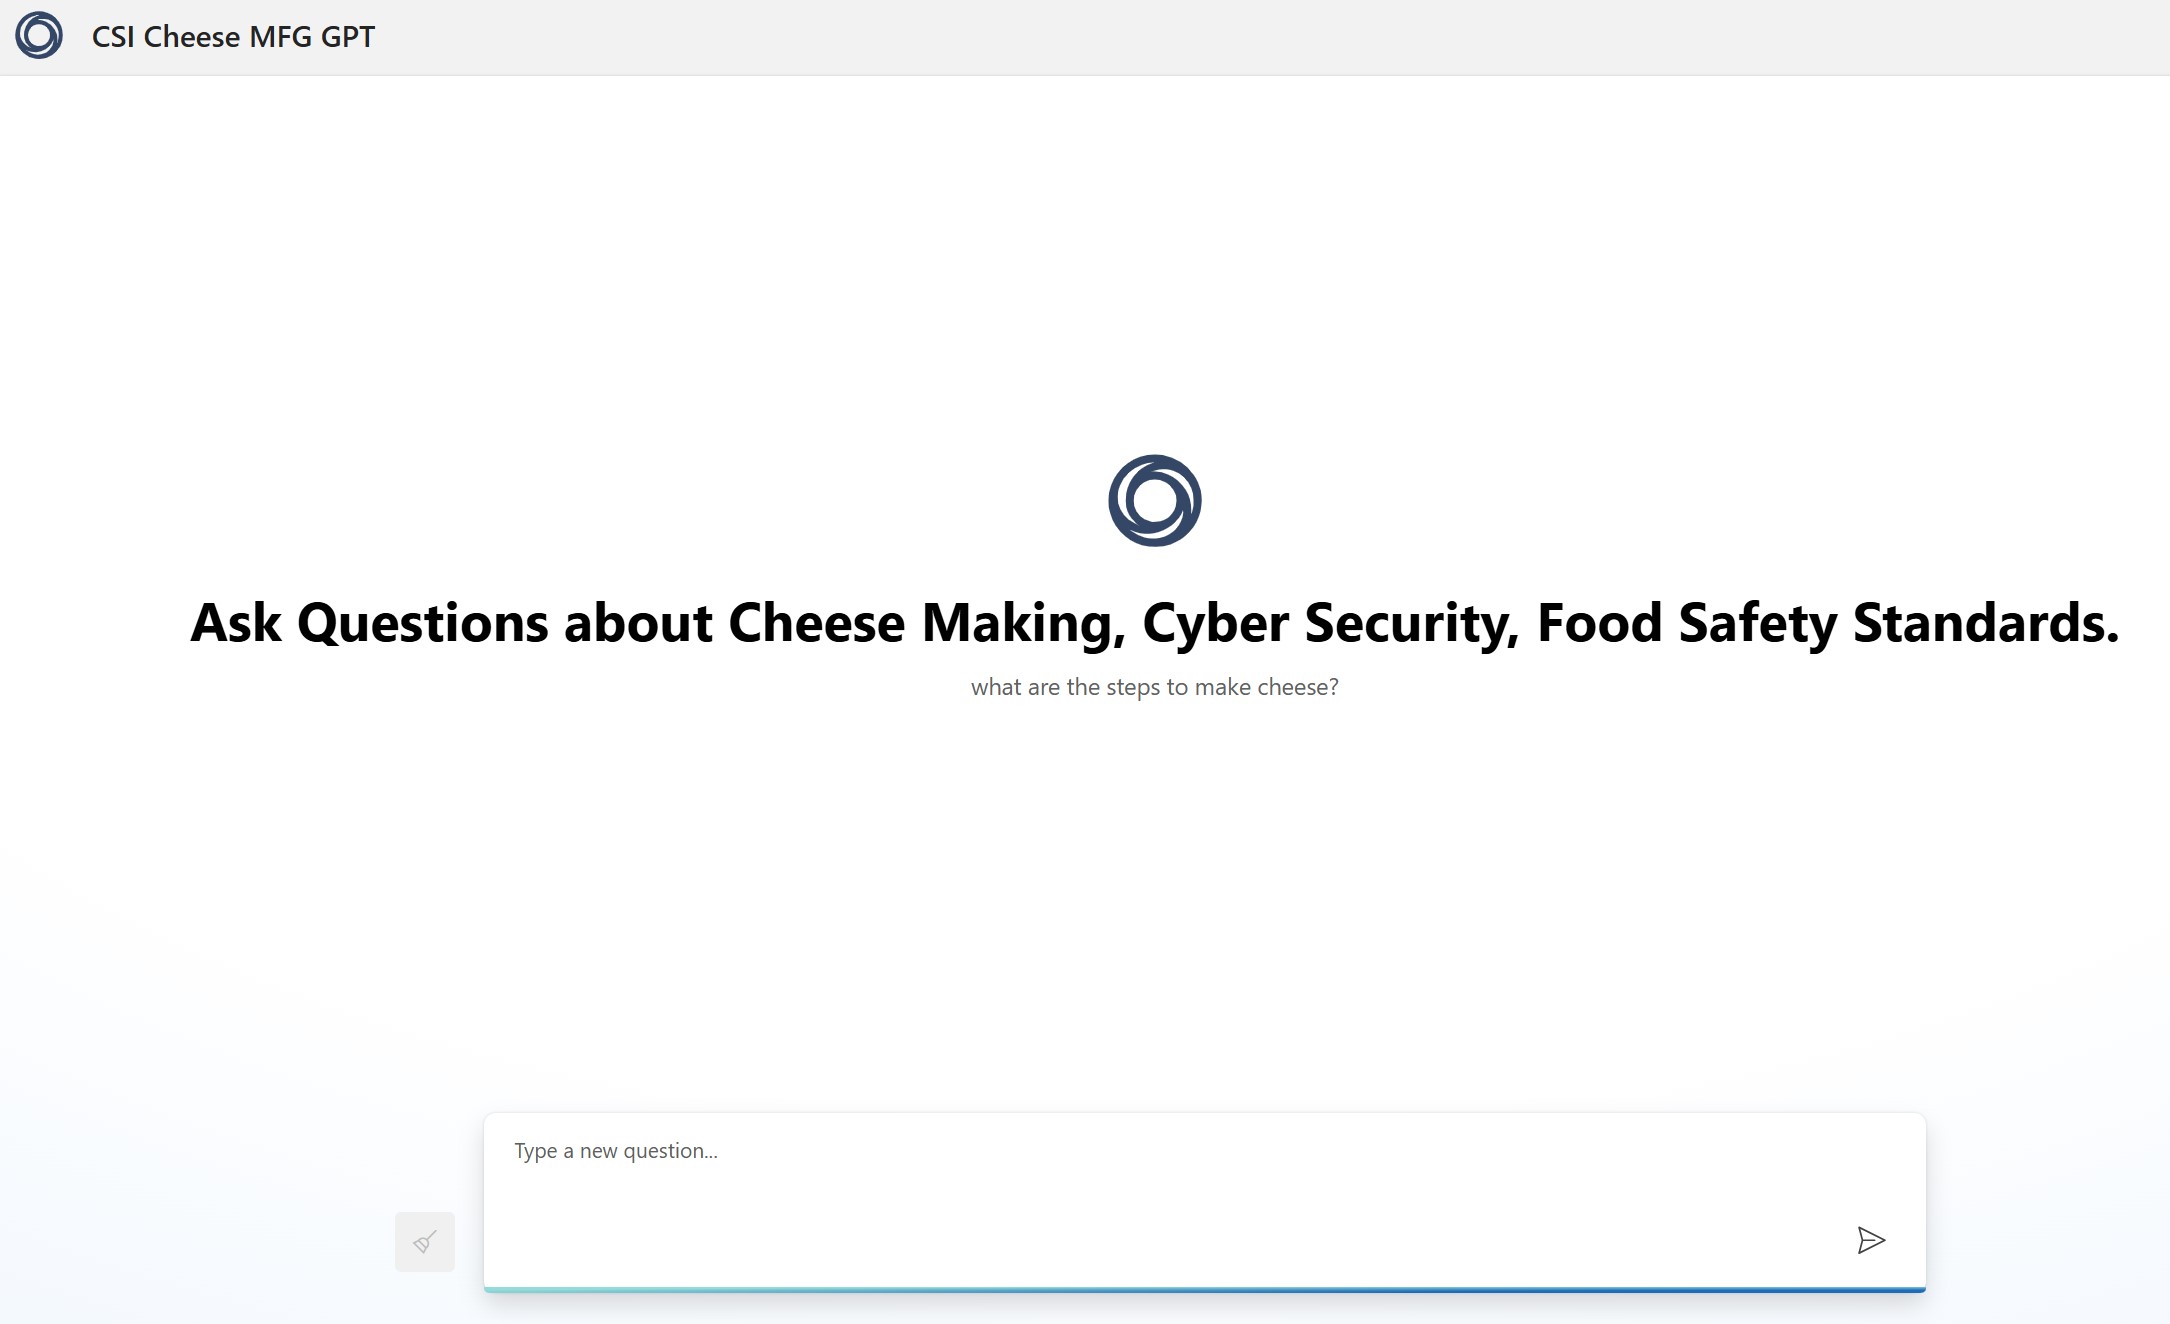 CSI Cheese MFG GPT
Ask Questions about Cheese Making, Cyber Security, Food Safety Standards.
what are the steps to make cheese?
Type a new question...